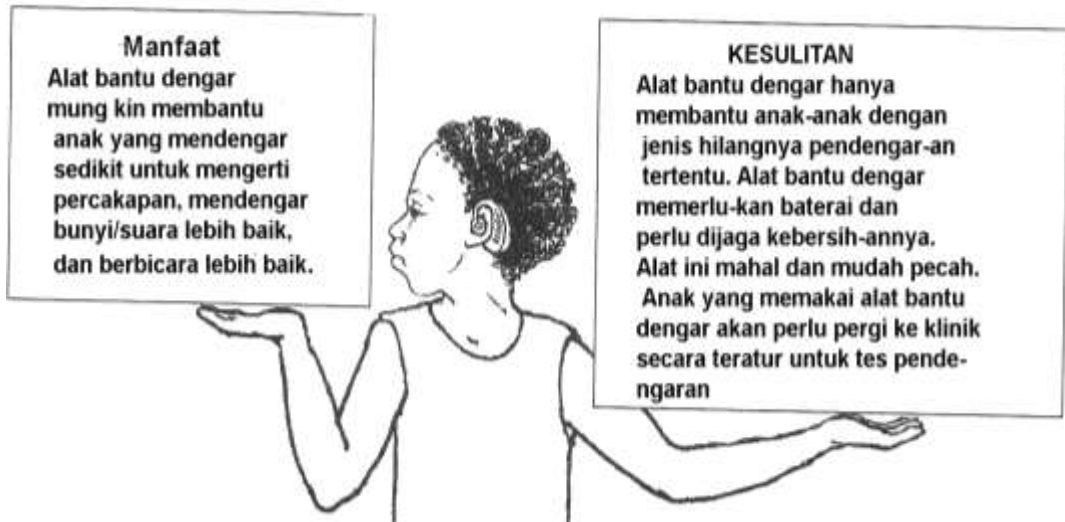 Manfaat
Alat bantu dengar
mung kin membantu
anak yang mendengar
sedikit untuk mengerti
percakapan, mendengar
bunyi/suara lebih baik,
dan berbicara lebih baik.
KESULITAN
Alat bantu dengar hanya
membantu anak-anak dengan
jenis hilangnya pendengar-an
tertentu. Alat bantu dengar
memerlu-kan baterai dan
perlu dijaga kebersih-annya.
Alat ini mahal dan mudah pecah.
Anak yang memakai alat bantu
dengar akan perlu pergi ke klinik
secara teratur untuk tes pende-
ngaran